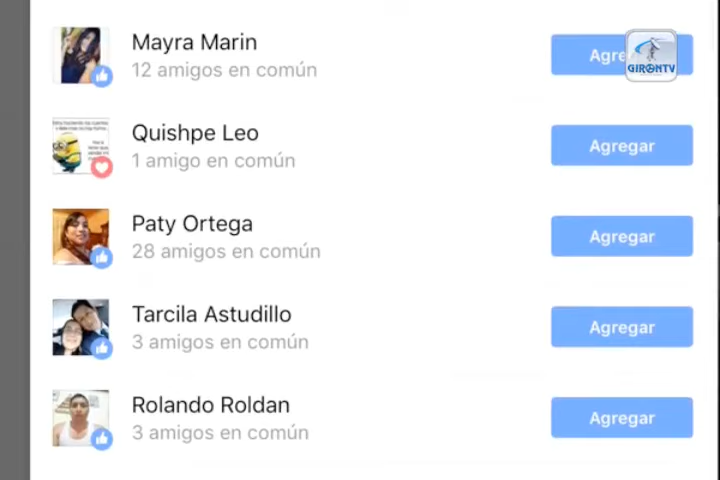 Mayra Marin
12 amigos en común
GIRONTV
Quishpe Leo
1 amigo en común
Agregar
Paty Ortega
28 amigos en común
Agregar
Tarcila Astudillo
3 amigos en común
Agregar
Rolando Roldan
3 amigos en común
Agregar